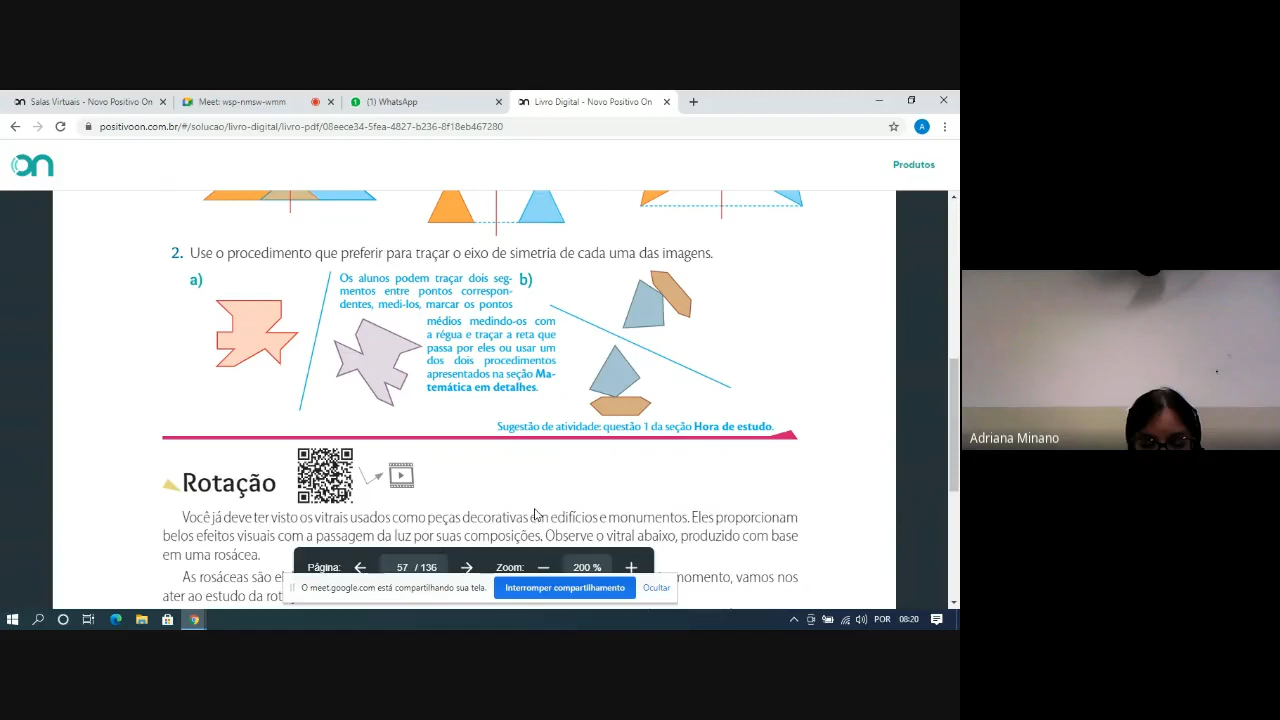 Salas Virtuais - Novo Positivo On
Meet: wsp-nmsw-wmm
(1) WhatsApp
Livro Digital - Novo Positivo On
positivoon.com.br/#/solucao/livro-digital/livro-pdf/08eece34-5fea-4827-b236-8f18eb467280
A
on
Produtos
2. Use o procedimento que preferir para traçar o eixo de simetria de cada uma das imagens.
a)
Os alunos podem traçar dois seg-
mentos entre pontos correspon-
dentes, medi-los, marcar os pontos
médios medindo-os com
a régua e traçar a reta que
passa por eles ou usar um
dos dois procedimentos
apresentados na seção Ma-
temática em detalhes.
b)
Sugestão de atividade: questão 1 da seção Hora de estudo.
Rotação
Você já deve ter visto os vitrais usados como peças decorativas em edifícios e monumentos. Eles proporcionam
belos efeitos visuais com a passagem da luz por suas composições. Observe o vitral abaixo, produzido com base
em uma rosácea.
As rosáceas são momento, vamos nos
ater ao estudo da
Página: 57 / 136 Zoom: 200 %
O meet.google.com está compartilhando sua tela.
Interromper compartilhamento
Ocultar
POR
08:20
Adriana Minano